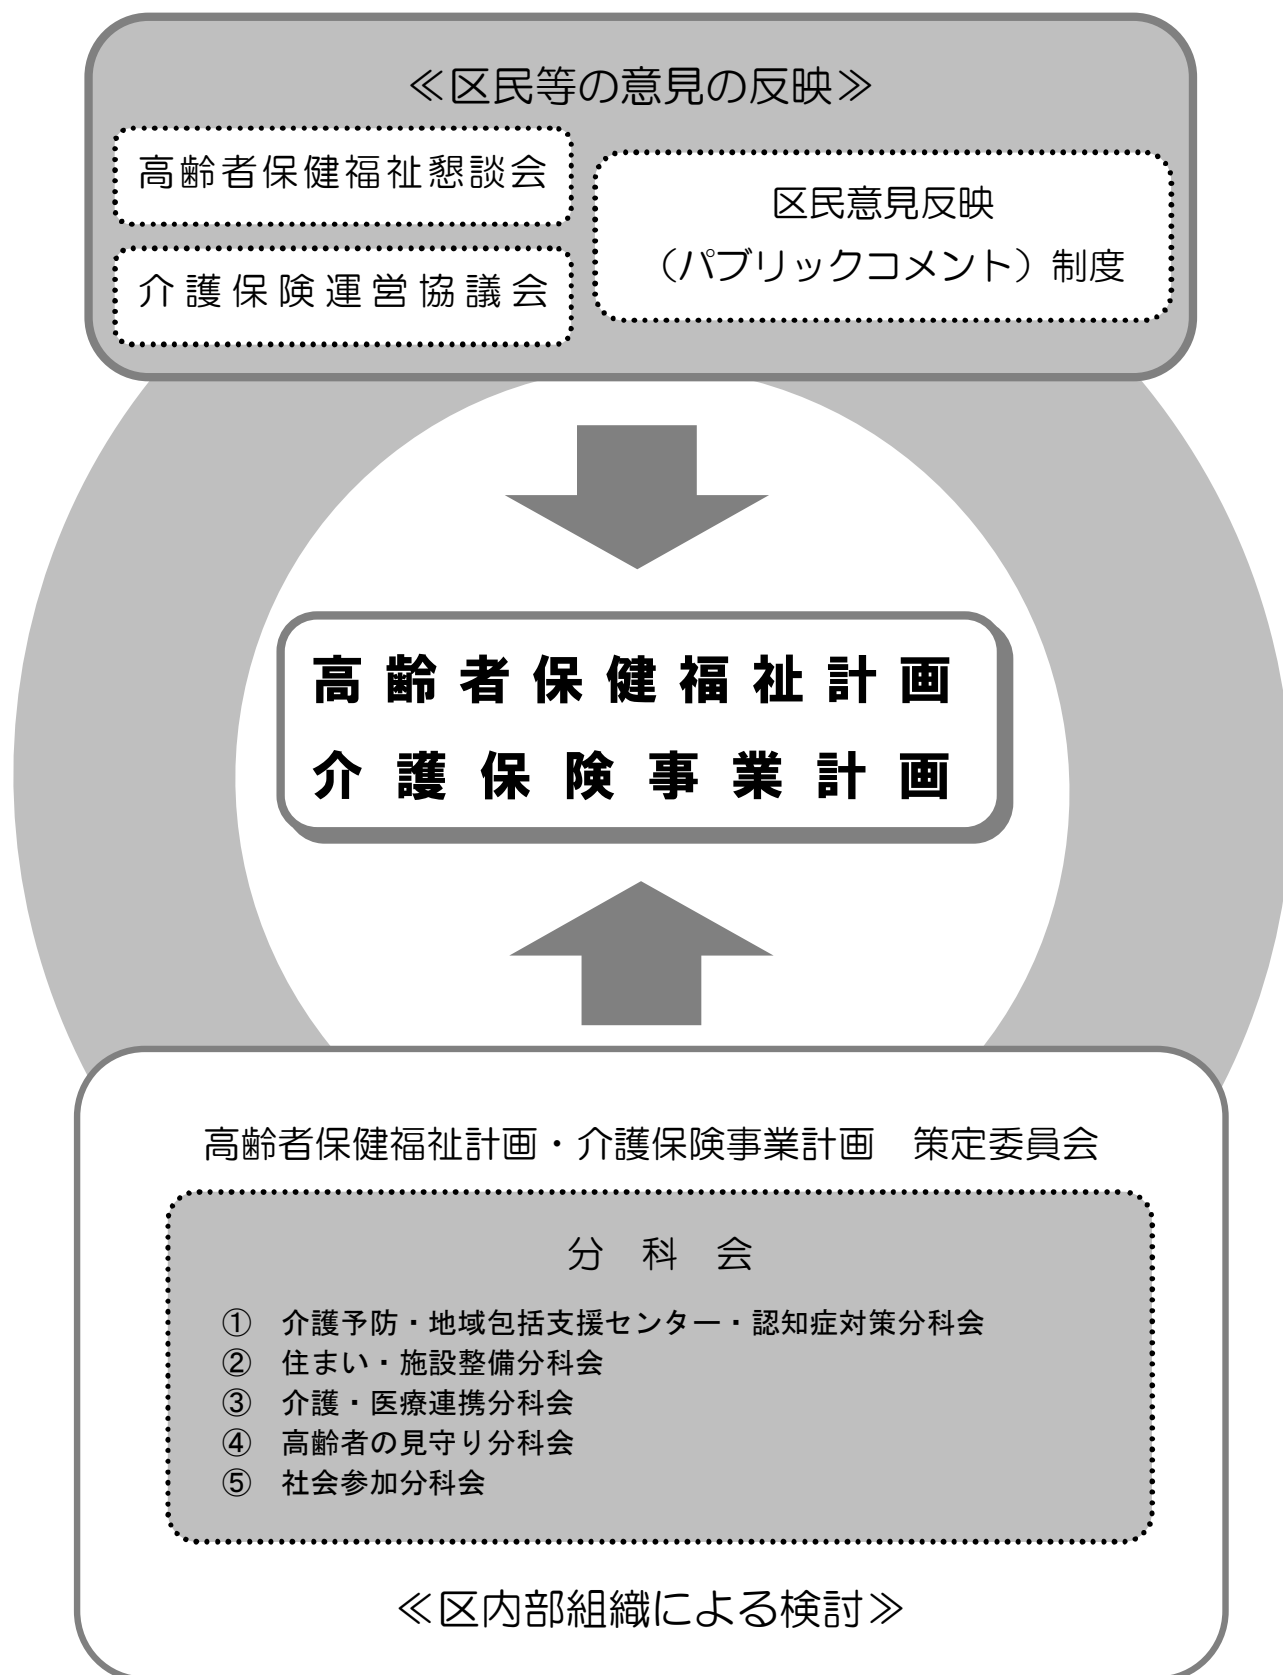 ≪区民等の意見の反映≫
高齢者保健福祉懇談会
介護保険運営協議会
区民意見反映
（パブリックコメント）制度
高齢者保健福祉計画
介護保険事業計画
高齢者保健福祉計画・介護保険事業計画　策定委員会
分　科　会
①　介護予防・地域包括支援センター・認知症対策分科会
②　住まい・施設整備分科会
③　介護・医療連携分科会
④　高齢者の見守り分科会
⑤　社会参加分科会
≪区内部組織による検討≫